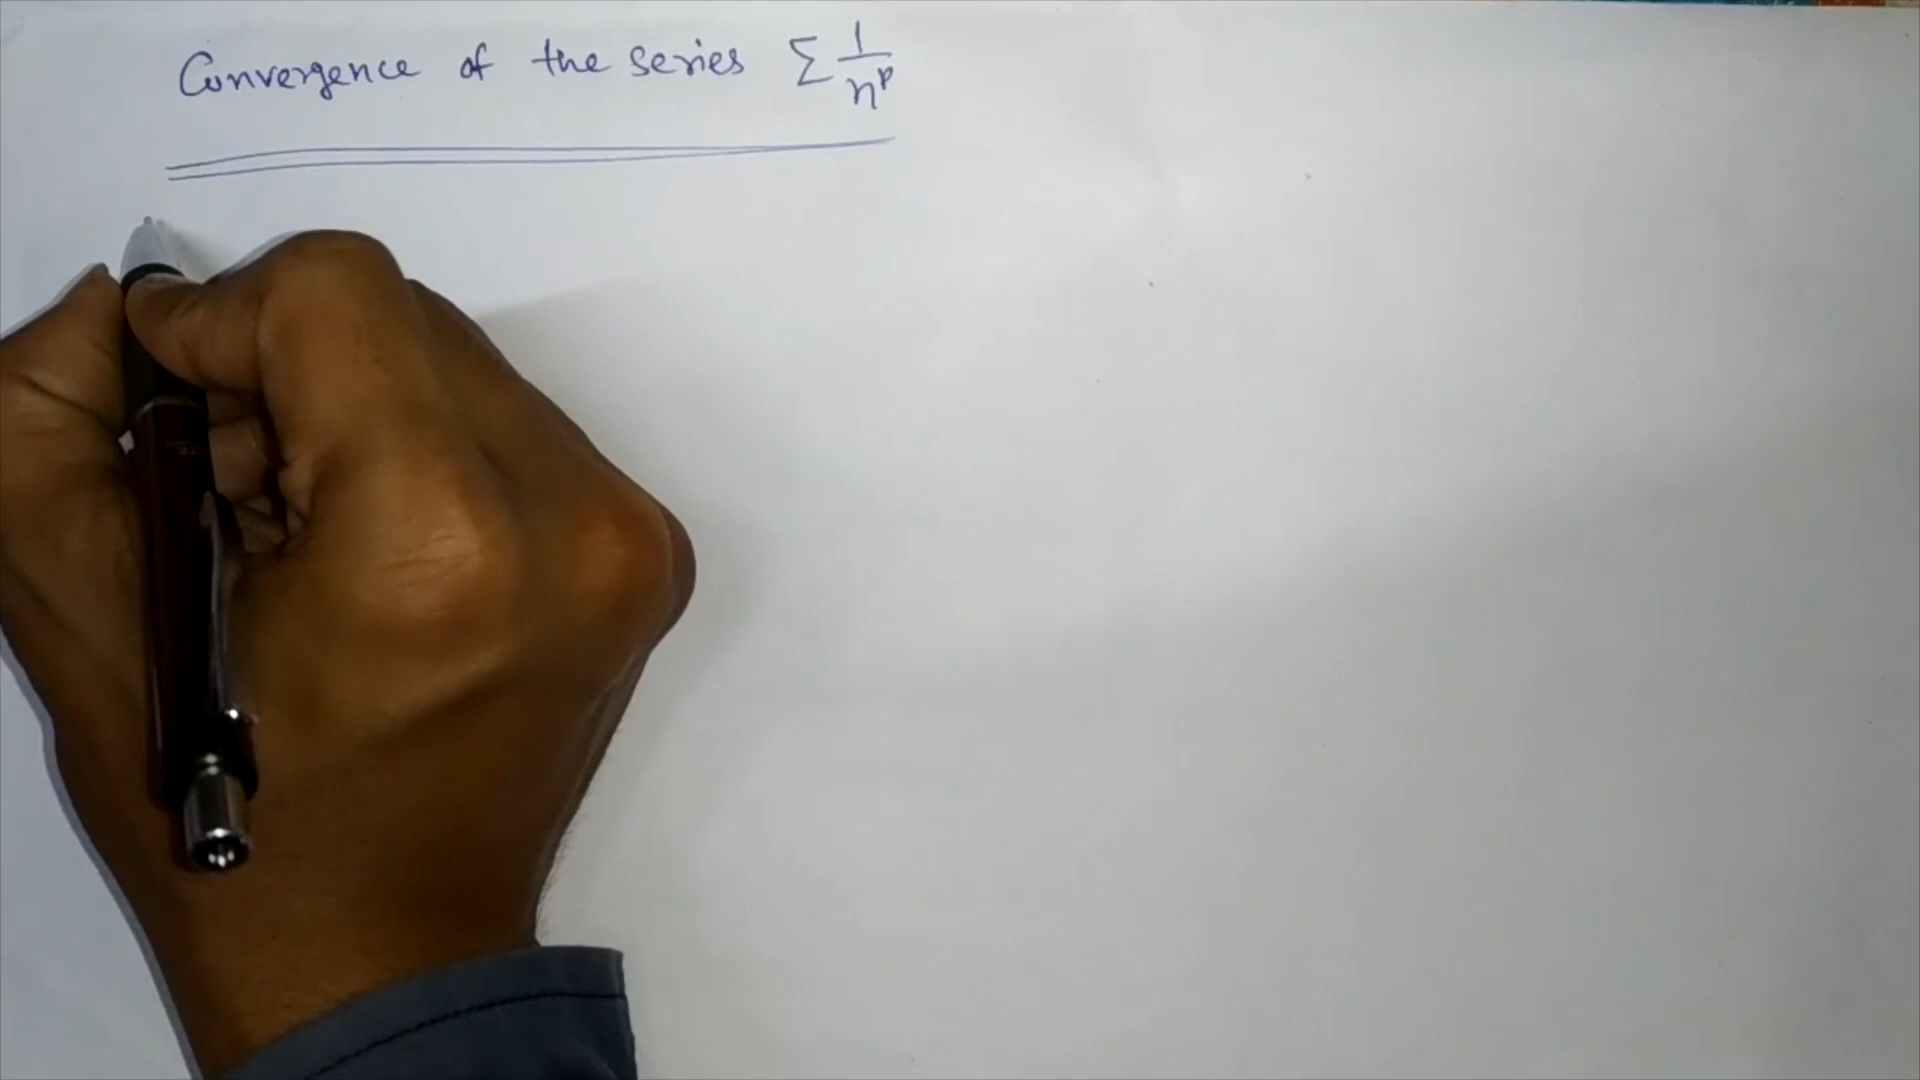 Convergence of the series ∑ 1/n^p